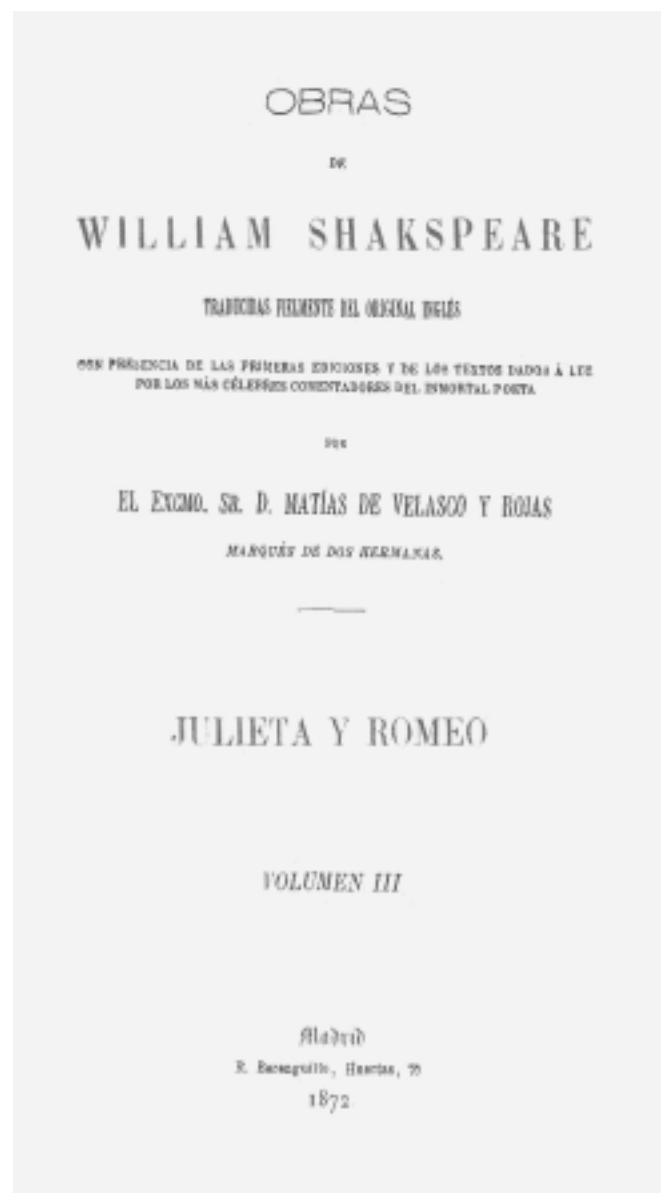 OBRAS
DE
WILLIAM SHAKSPEARE
TRADUCIDAS FIELMENTE DEL ORIGINAL INGLÉS
CON PRESENCIA DE LAS PRIMERAS EDICIONES Y DE LOS TEXTOS DADOS Á LUZ
POR LOS MÁS CÉLEBRES COMENTADORES DEL INMORTAL POETA
POR
EL EXCMO. SR. D. MATÍAS DE VELASCO Y ROJAS
MARQUÉS DE DOS HERMANAS.
JULIETA Y ROMEO
VOLUMEN III
Madrid
R. Huertas,
1872